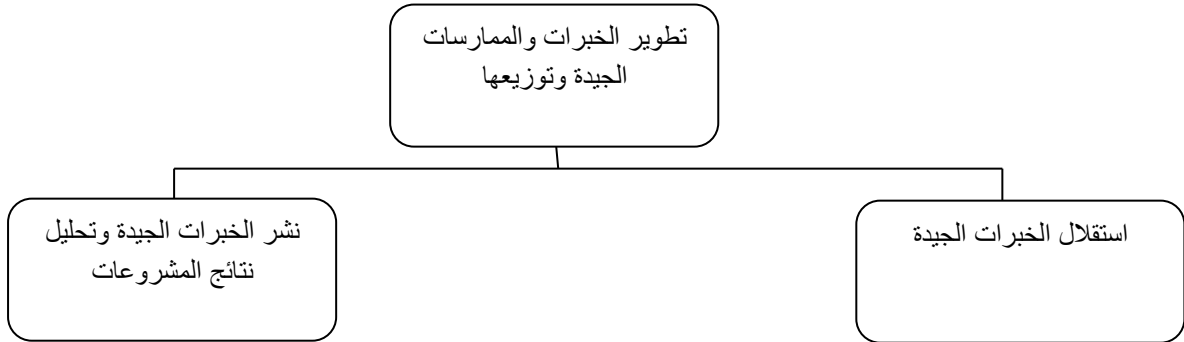 تطوير الخبرات والممارسات
الجيدة وتوزيعها
استقلال الخبرات الجيدة
نشر الخبرات الجيدة وتحليل
نتائج المشروعات